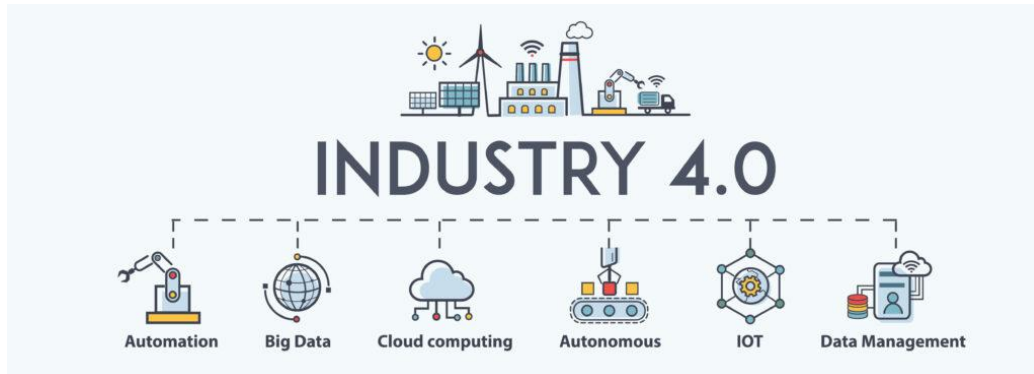 INDUSTRY 4.0
Automation
Big Data
Cloud computing
Autonomous
IOT
Data Management